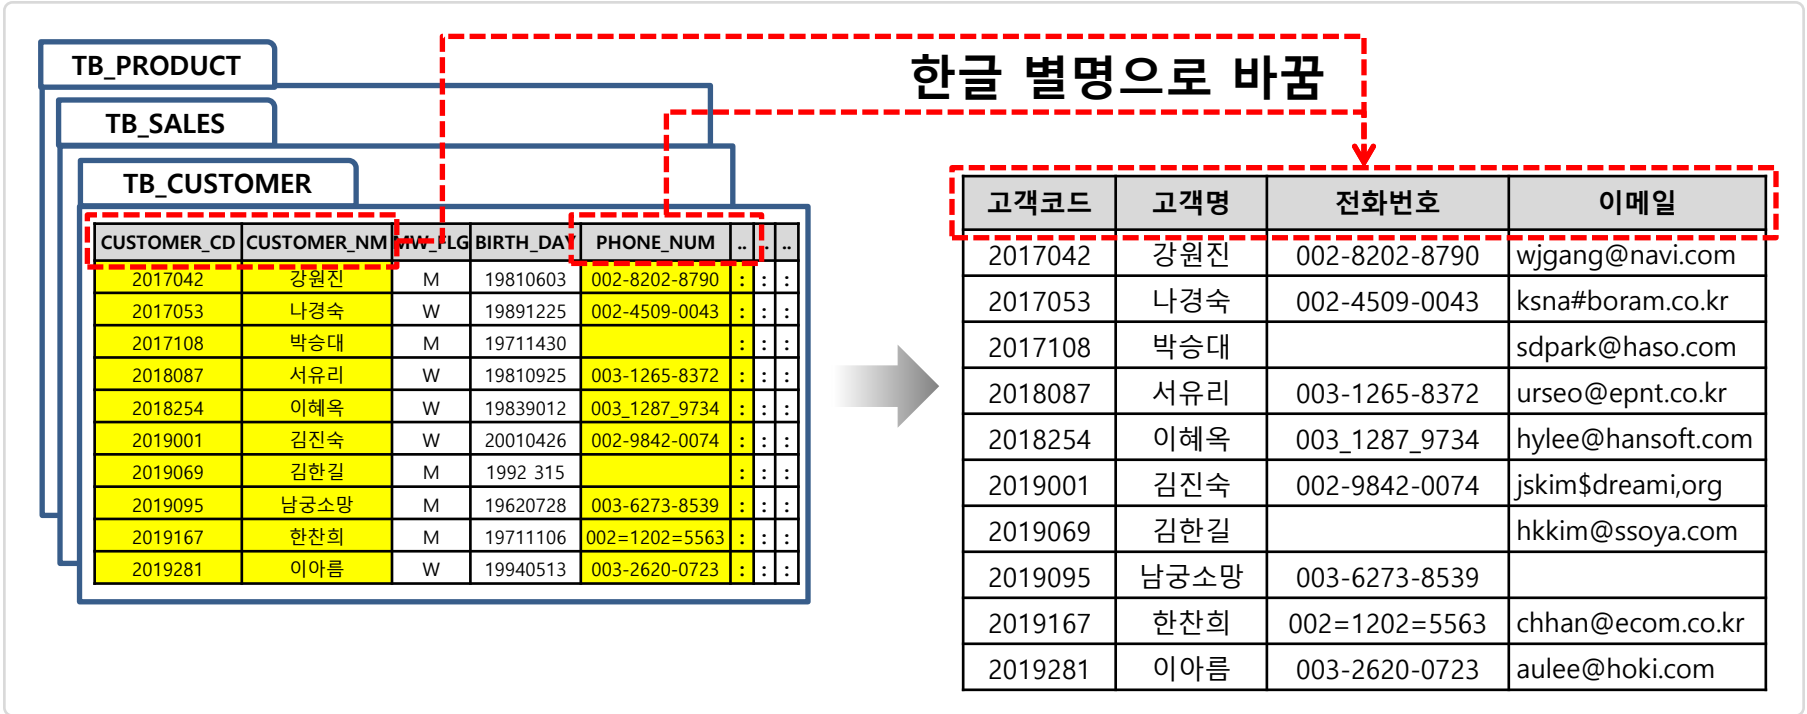 한글 별명으로 바꿈
TB_PRODUCT
TB_SALES
TB_CUSTOMER
CUSTOMER_CD CUSTOMER_NM MW_FLG BIRTH_DAY PHONE_NUM .. .. ..
2017042 강원진 M 19810603 002-8202-8790 : : :
2017053 나경숙 W 19891225 002-4509-0043 : : :
2017108 박승대 M 19711430 : : :
2018087 서유리 W 19810925 003-1265-8372 : : :
2018254 이혜옥 W 19839012 003_1287_9734 : : :
2019001 김진숙 W 20010426 002-9842-0074 : : :
2019069 김한길 M 1992 315 : : :
2019095 남궁소망 M 19620728 003-6273-8539 : : :
2019167 한찬희 M 19711106 002=1202=5563 : : :
2019281 이아름 W 19940513 003-2620-0723 : : :
고객코드 고객명 전화번호 이메일
2017042 강원진 002-8202-8790 wjgang@navi.com
2017053 나경숙 002-4509-0043 ksna#boram.co.kr
2017108 박승대 sdpark@haso.com
2018087 서유리 003-1265-8372 urseo@epnt.co.kr
2018254 이혜옥 003_1287_9734 hylee@hansoft.com
2019001 김진숙 002-9842-0074 jskim$dreami,org
2019069 김한길 hkkim@ssoya.com
2019095 남궁소망 003-6273-8539
2019167 한찬희 002=1202=5563 chhan@ecom.co.kr
2019281 이아름 003-2620-0723 aulee@hoki.com